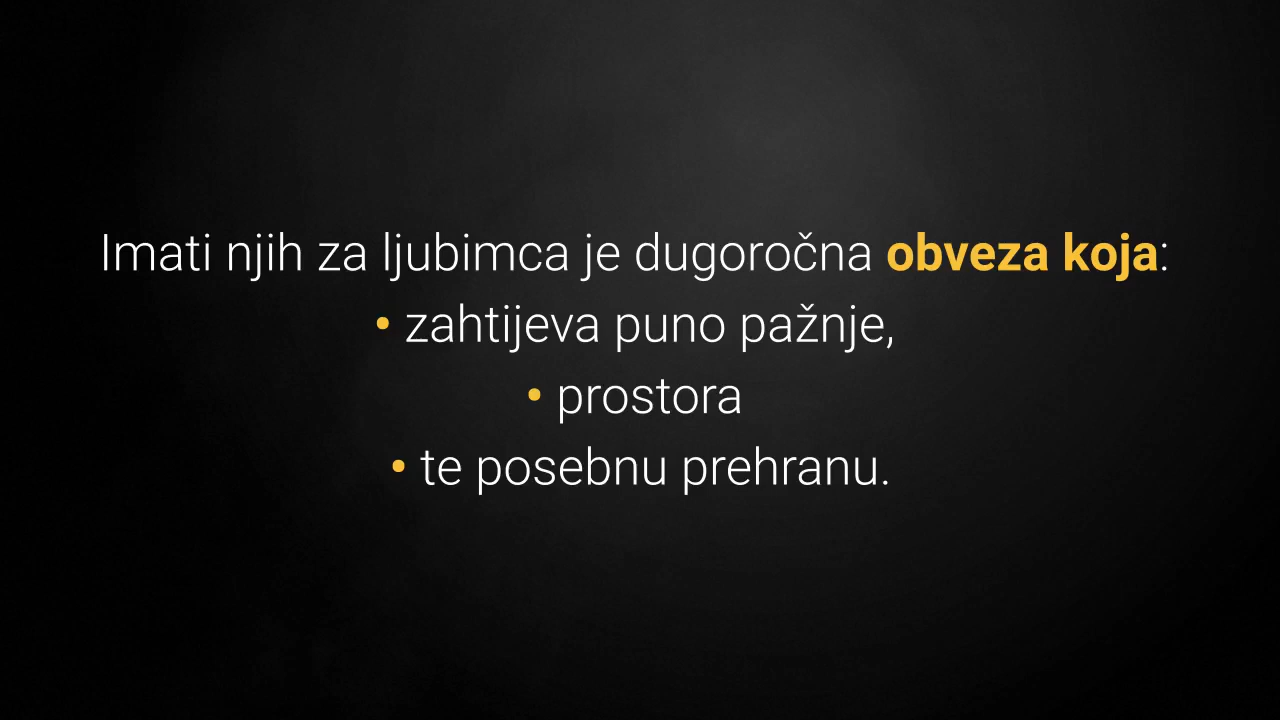 Imati njih za ljubimca je dugoročna obveza koja:
• zahtijeva puno pažnje,
• prostora
• te posebnu prehranu.